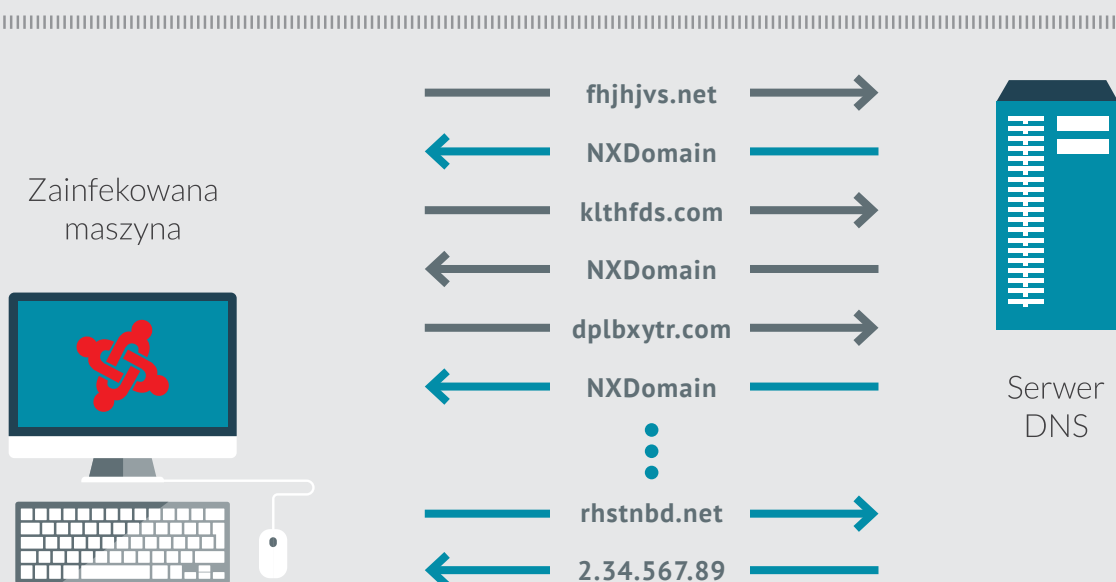 fhjhjvs.net
NXDomain
Zainfekowana
maszyna
klthfds.com
NXDomain
dplbxytr.com
NXDomain
Serwer
DNS
rhstnbd.net
2.34.567.89